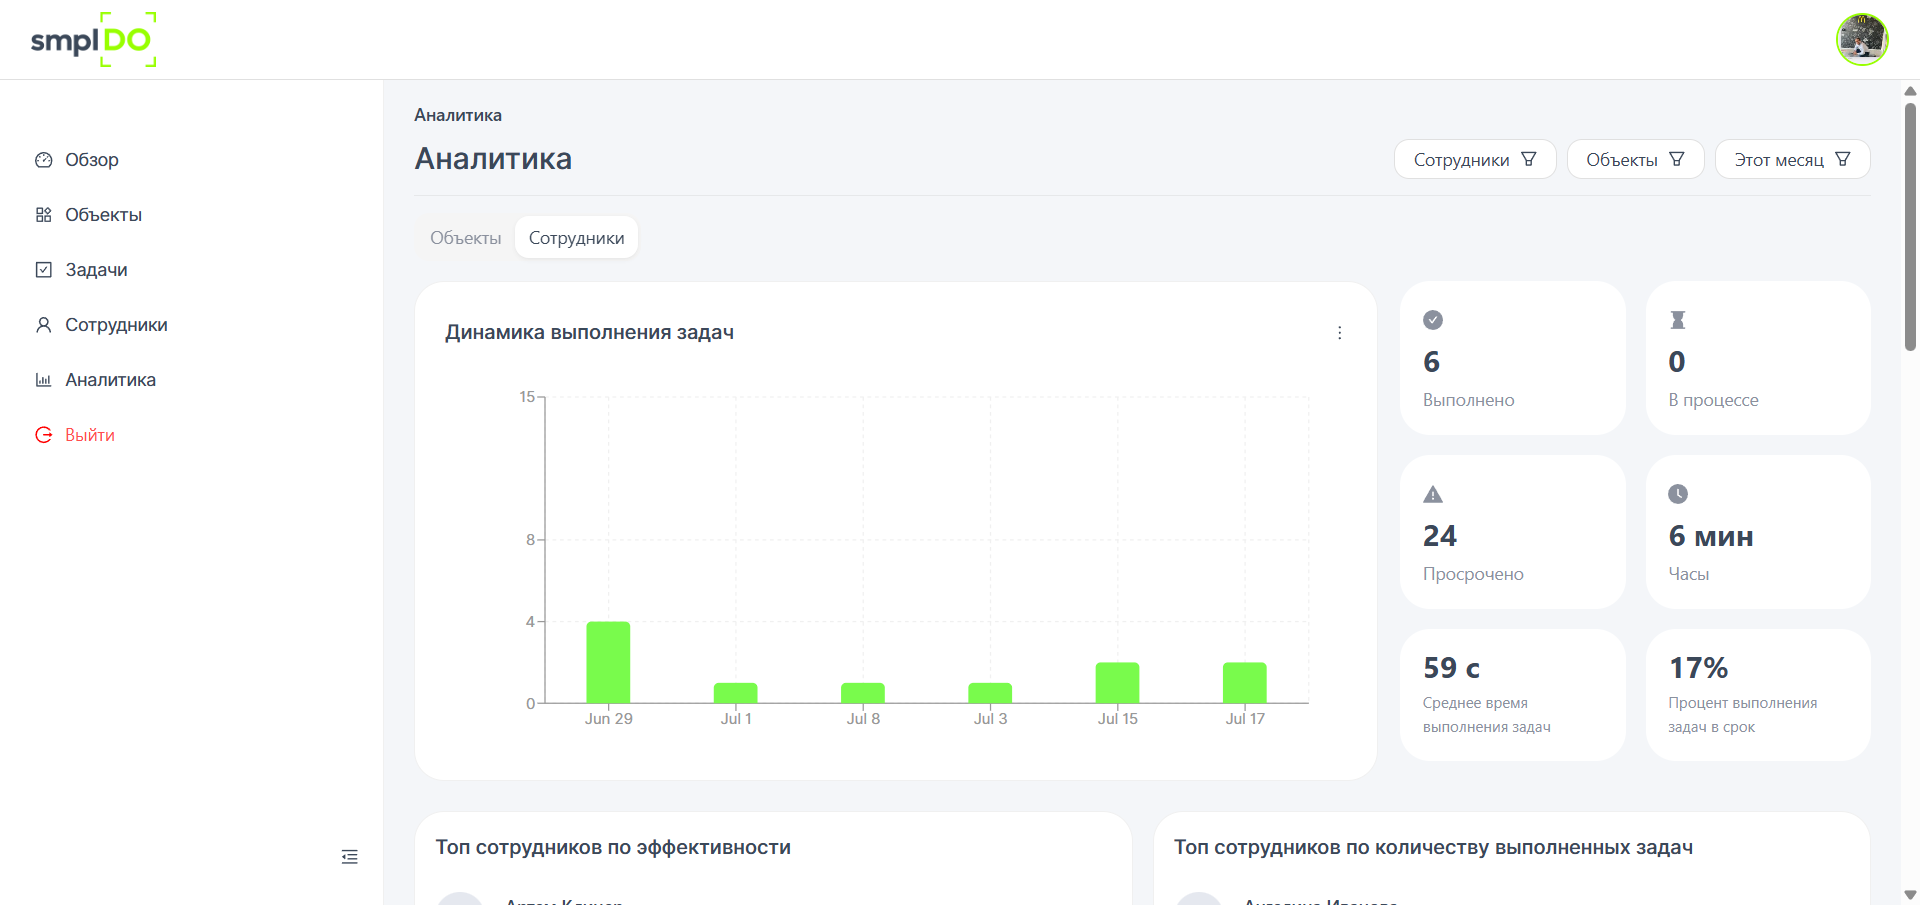 smplDO
Обзор
Объекты
Задачи
Сотрудники
Аналитика
Выйти
Аналитика
Аналитика
Сотрудники
Объекты
Этот месяц
Объекты
Сотрудники
Динамика выполнения задач
15
8
4
0
Jun 29
Jul 1
Jul 8
Jul 3
Jul 15
Jul 17
6
Выполнено
0
В процессе
24
Просрочено
6 мин
Часы
59 с
Среднее время
выполнения задач
17%
Процент выполнения
задач в срок
Топ сотрудников по эффективности
Топ сотрудников по количеству выполненных задач